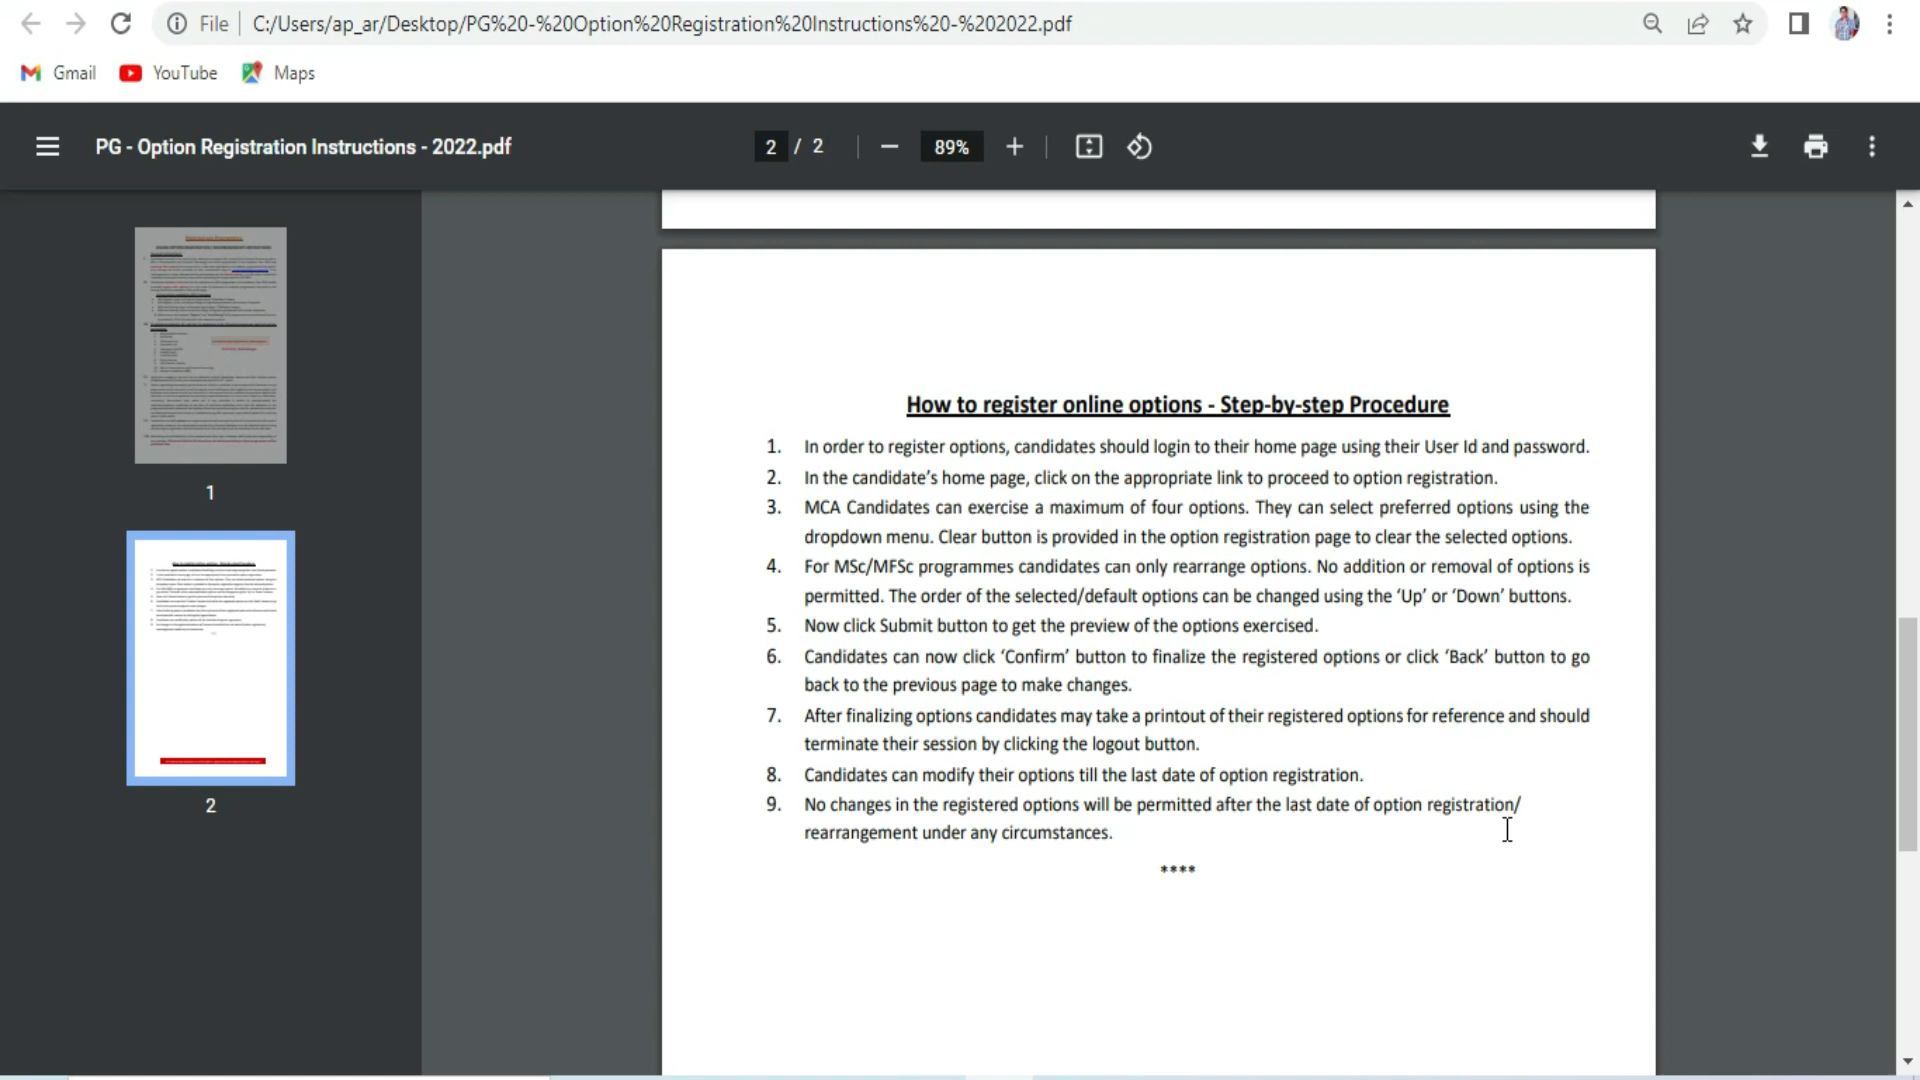 File
C:/Users/ap_ar/Desktop/PG%20-%20Option%20Registration%20Instructions%20-%202022.pdf
Gmail
YouTube
Maps
PG - Option Registration Instructions - 2022.pdf
2 / 2
89%
1
2
How to register online options - Step-by-step Procedure
1. In order to register options, candidates should login to their home page using their User Id and password.
2. In the candidate's home page, click on the appropriate link to proceed to option registration.
3. MCA Candidates can exercise a maximum of four options. They can select preferred options using the
dropdown menu. Clear button is provided in the option registration page to clear the selected options.
4. For MSc/MFSc programmes candidates can only rearrange options. No addition or removal of options is
permitted. The order of the selected/default options can be changed using the 'Up' or 'Down' buttons.
5. Now click Submit button to get the preview of the options exercised.
6. Candidates can now click 'Confirm' button to finalize the registered options or click 'Back' button to go
back to the previous page to make changes.
7. After finalizing options candidates may take a printout of their registered options for reference and should
terminate their session by clicking the logout button.
8. Candidates can modify their options till the last date of option registration.
9. No changes in the registered options will be permitted after the last date of option registration/
rearrangement under any circumstances.
****